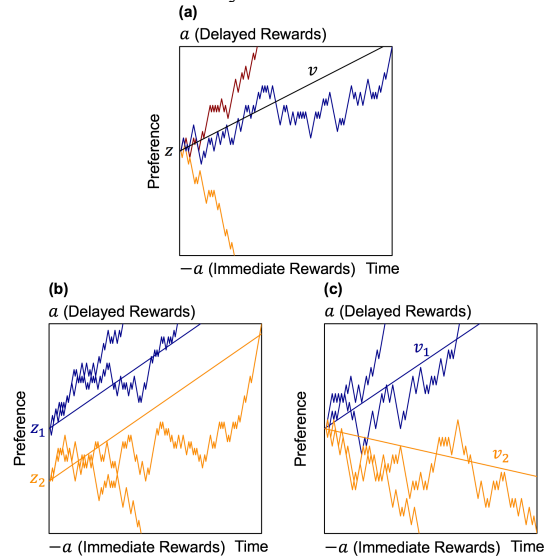 (a)
a (Delayed Rewards)
v
z
Preference
−a (Immediate Rewards) Time
(b)
a (Delayed Rewards)
z1
z2
Preference
−a (Immediate Rewards) Time
(c)
a (Delayed Rewards)
v1
v2
Preference
−a (Immediate Rewards) Time